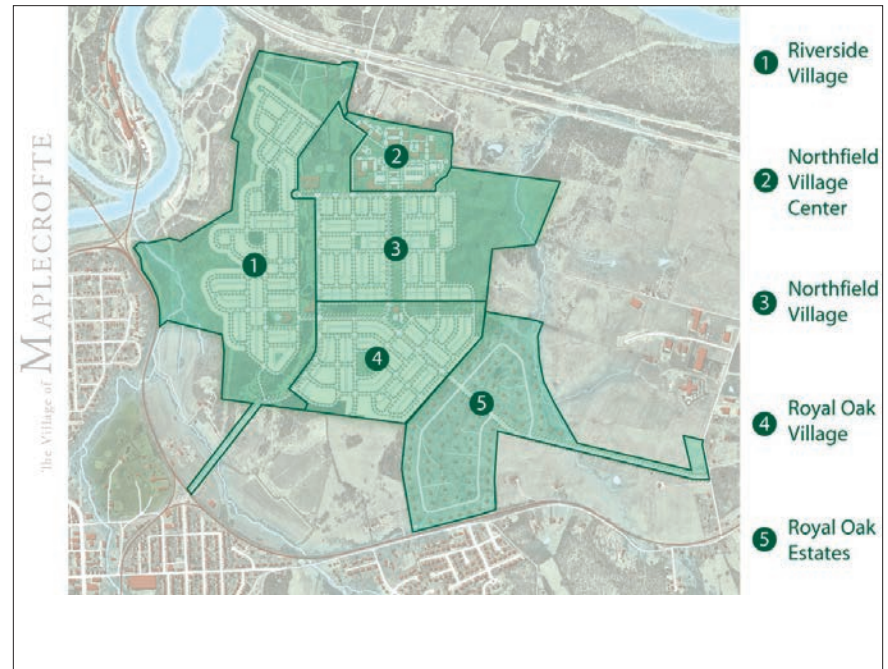 The Village of MAPLECROFTE
1
2
3
4
5
1 Riverside
Village
2 Northfield
Village
Center
3 Northfield
Village
4 Royal Oak
Village
5 Royal Oak
Estates